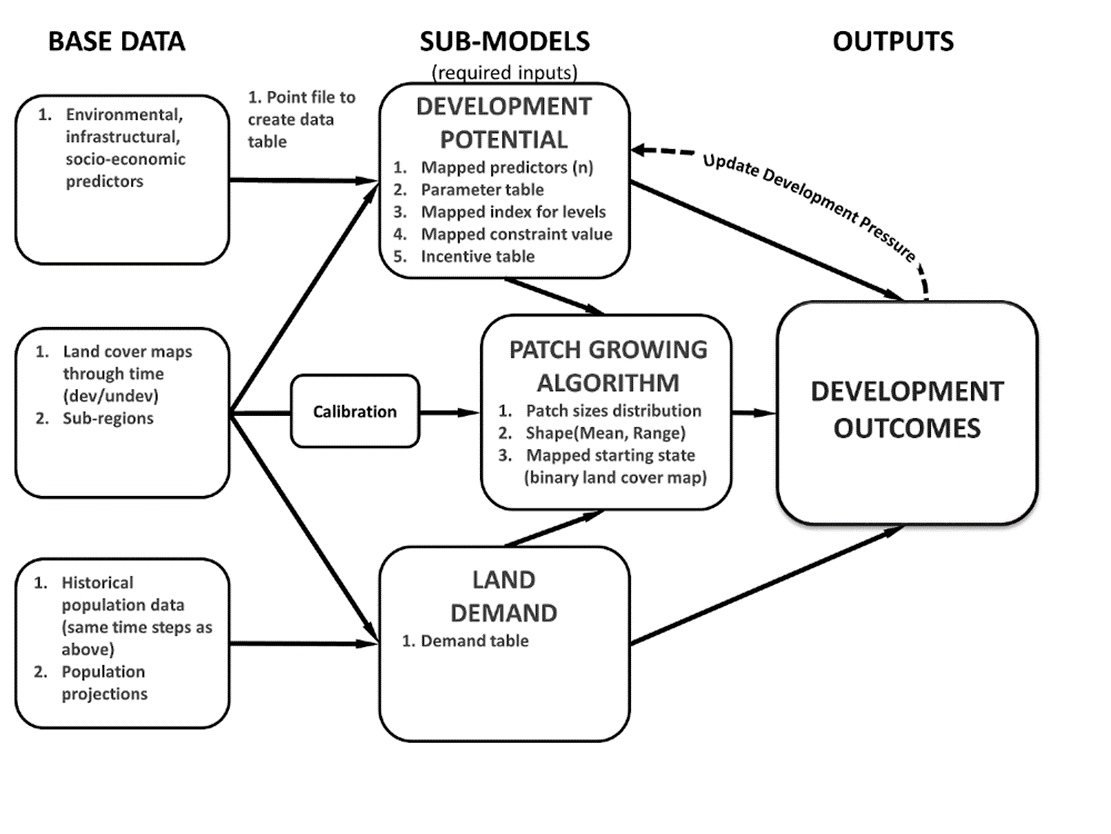 BASE DATA
SUB-MODELS
(required inputs)
OUTPUTS
1. Environmental,
infrastructural,
socio-economic
predictors
1. Point file to
create data
table
DEVELOPMENT
POTENTIAL
1. Mapped predictors (n)
2. Parameter table
3. Mapped index for levels
4. Mapped constraint value
5. Incentive table
Update Development Pressure
1. Land cover maps
through time
(dev/undev)
2. Sub-regions
Calibration
PATCH GROWING
ALGORITHM
1. Patch sizes distribution
2. Shape(Mean, Range)
3. Mapped starting state
(binary land cover map)
DEVELOPMENT
OUTCOMES
1. Historical
population data
(same time steps as
above)
2. Population
projections
LAND
DEMAND
1. Demand table